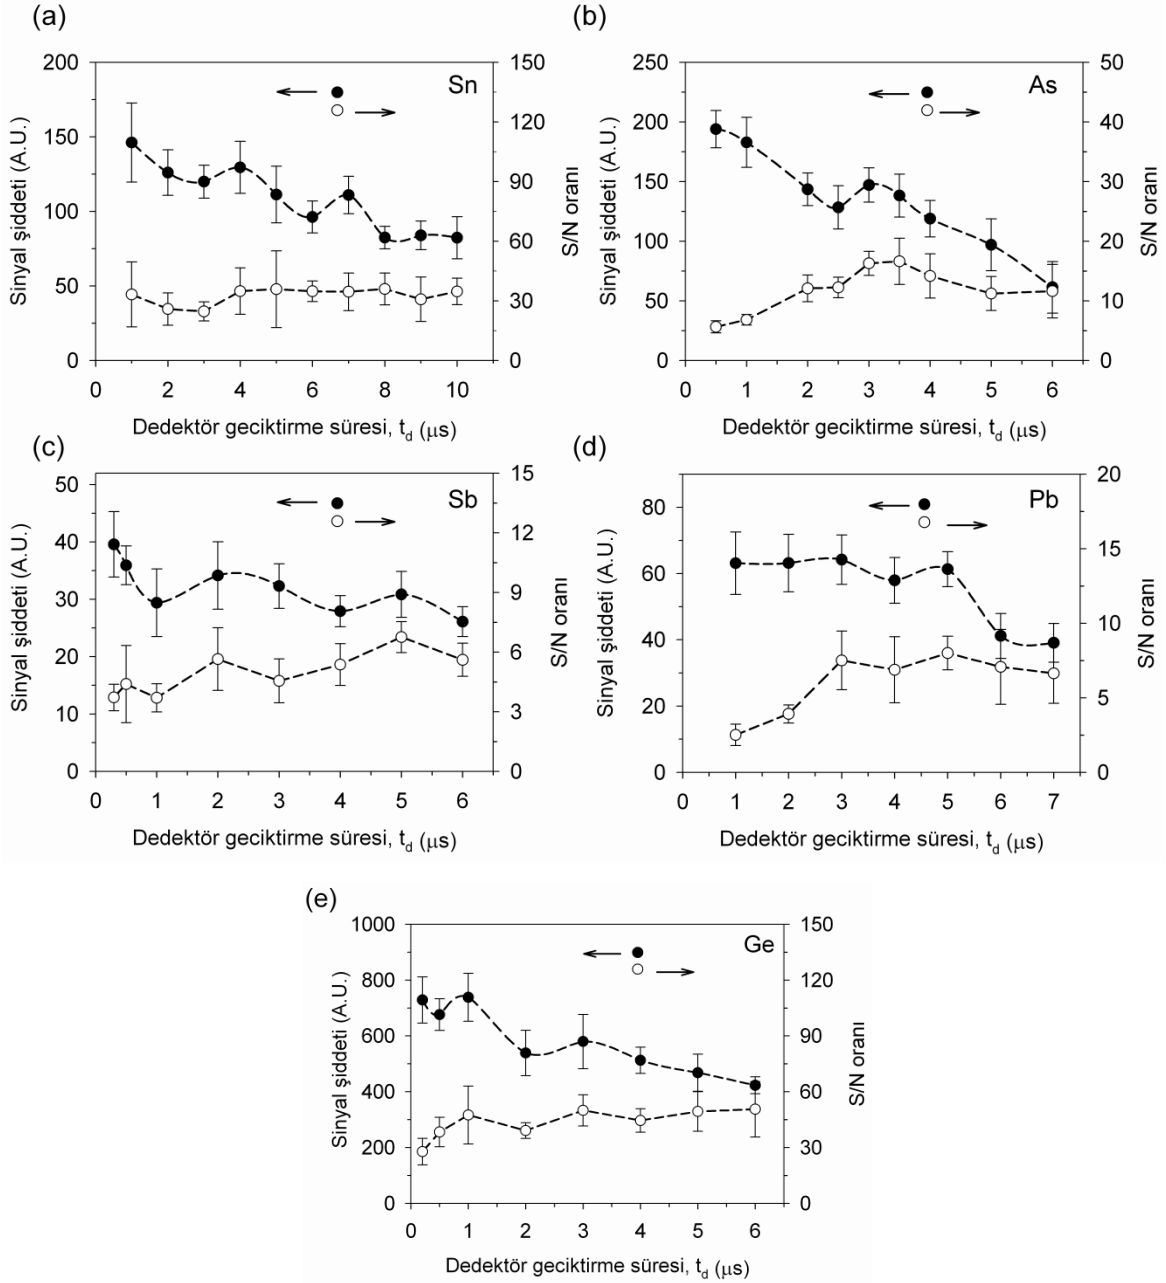 (a)
Sn
Sinyal şiddeti (A.U.)
200
150
100
50
0
S/N oranı
150
120
90
60
30
0
0 2 4 6 8 10
Dedektör geciktirme süresi, t_d (μs)
(b)
As
Sinyal şiddeti (A.U.)
250
200
150
100
50
0
S/N oranı
50
40
30
20
10
0
0 1 2 3 4 5 6
Dedektör geciktirme süresi, t_d (μs)
(c)
Sb
Sinyal şiddeti (A.U.)
50
40
30
20
10
0
S/N oranı
15
12
9
6
3
0
0 1 2 3 4 5 6
Dedektör geciktirme süresi, t_d (μs)
(d)
Pb
Sinyal şiddeti (A.U.)
80
60
40
20
0
S/N oranı
20
15
10
5
0
0 1 2 3 4 5 6 7
Dedektör geciktirme süresi, t_d (μs)
(e)
Ge
Sinyal şiddeti (A.U.)
1000
800
600
400
200
0
S/N oranı
150
120
90
60
30
0
0 1 2 3 4 5 6
Dedektör geciktirme süresi, t_d (μs)